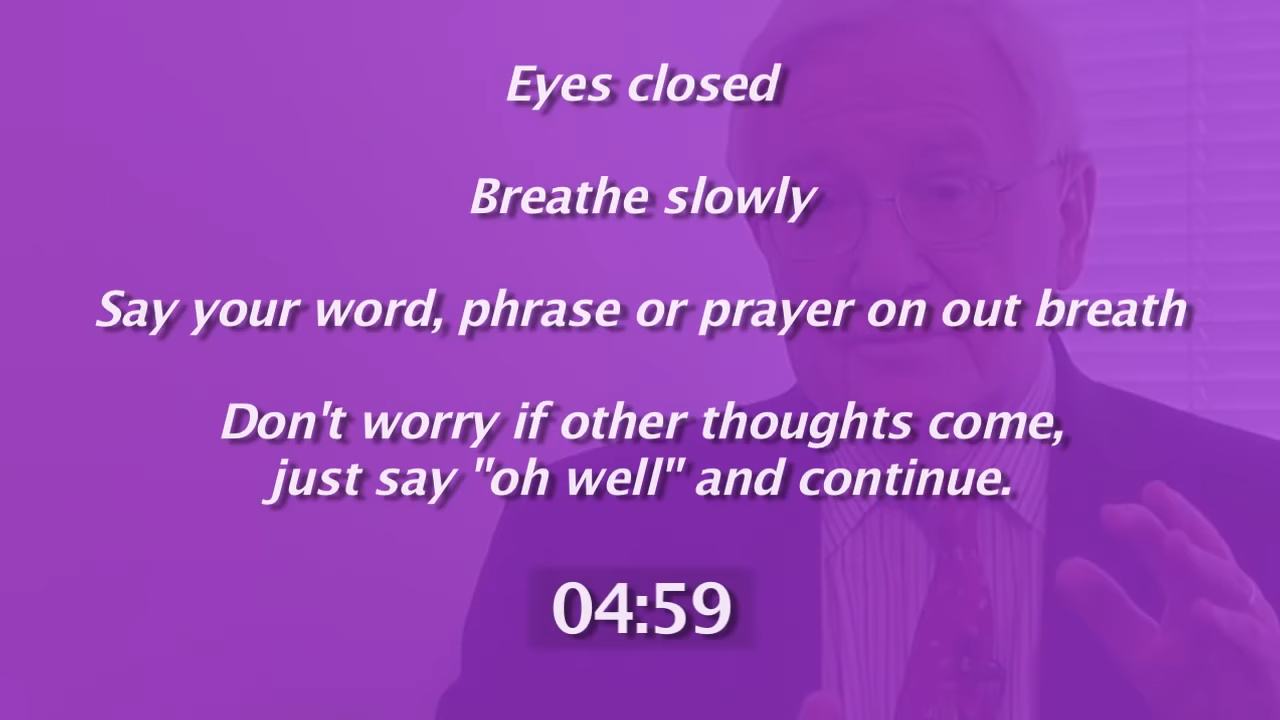 Eyes closed
Breathe slowly
Say your word, phrase or prayer on out breath
Don't worry if other thoughts come,
just say "oh well" and continue.
04:59